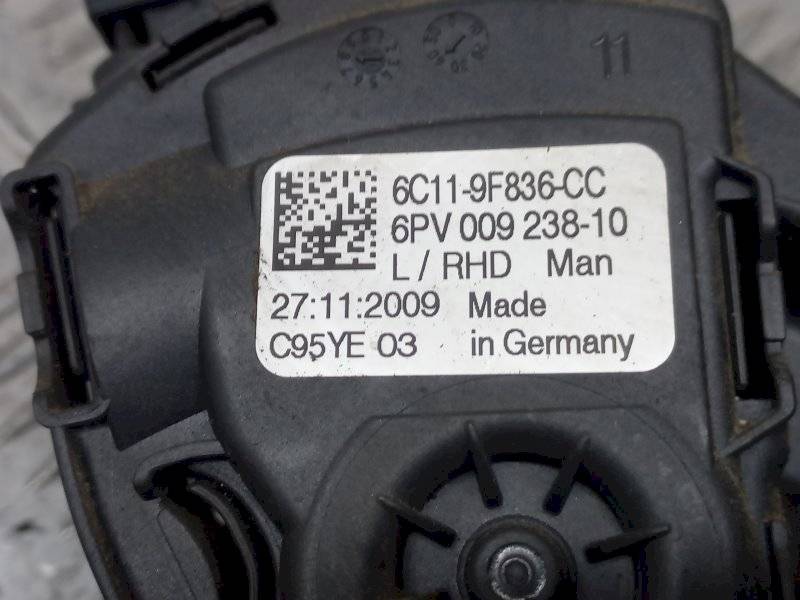 11
6C11-9F836-CC
6PV 009 238-10
L / RHD Man
27:11:2009 Made
C95YE 03 in Germany